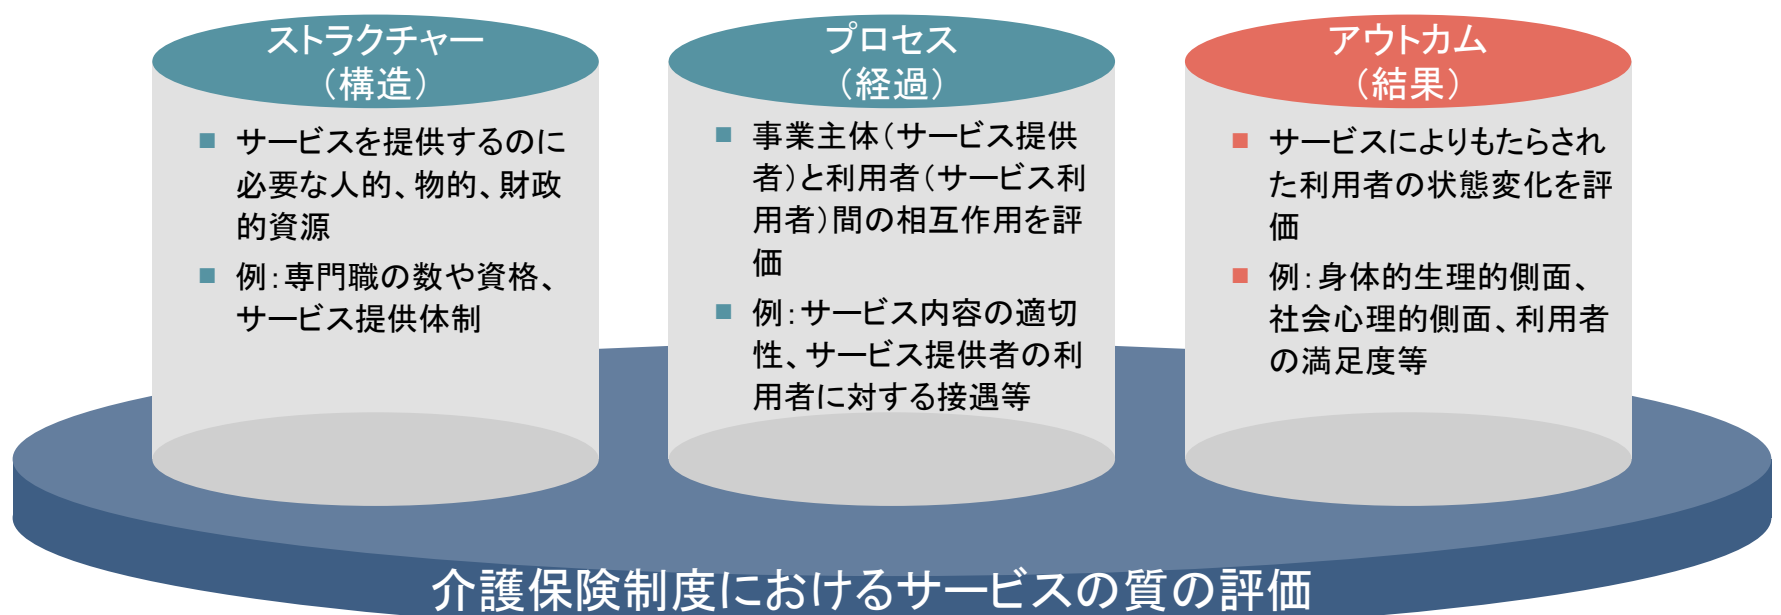 ストラクチャー
（構造）
■ サービスを提供するのに
必要な人的、物的、財政
的資源
■ 例：専門職の数や資格、
サービス提供体制
プロセス
（経過）
■ 事業主体（サービス提供
者）と利用者（サービス利
用者）間の相互作用を評
価
■ 例：サービス内容の適切
性、サービス提供者の利
用者に対する接遇等
アウトカム
（結果）
■ サービスによりもたらされ
た利用者の状態変化を評
価
■ 例：身体的生理的側面、
社会心理的側面、利用者
の満足度等
介護保険制度におけるサービスの質の評価